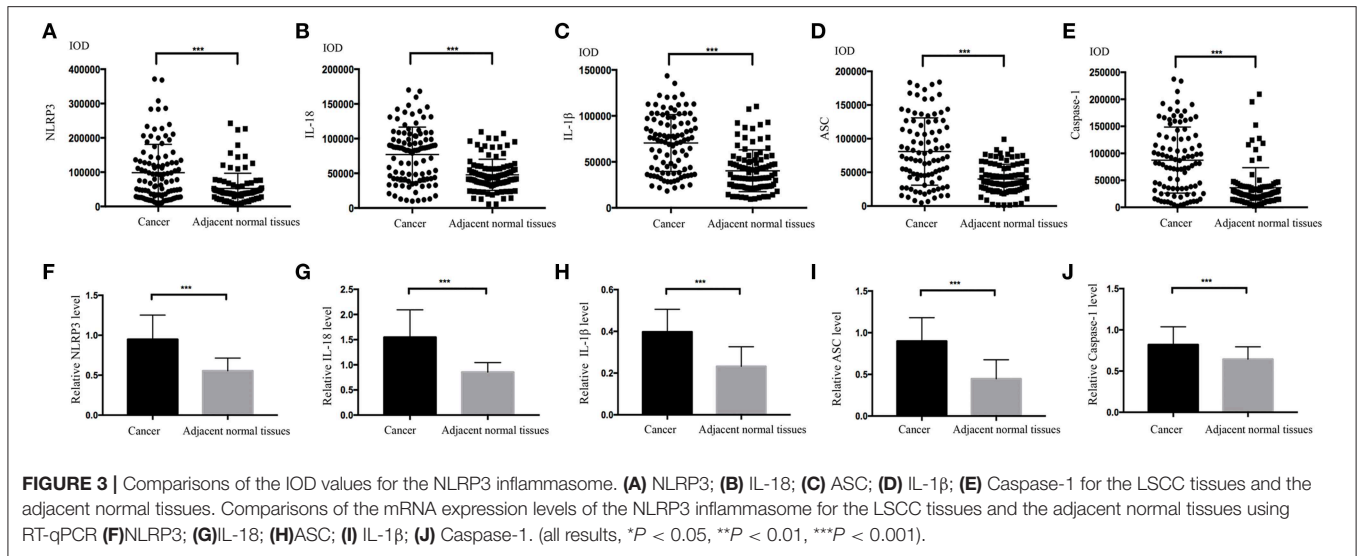 A
IOD
***
400000
300000
200000
100000
0
NLRP3
Cancer
Adjacent normal tissues
B
IOD
***
200000
150000
100000
50000
0
IL-18
Cancer
Adjacent normal tissues
C
IOD
***
150000
100000
50000
0
IL-1β
Cancer
Adjacent normal tissues
D
IOD
***
200000
150000
100000
50000
0
ASC
Cancer
Adjacent normal tissues
E
IOD
***
250000
200000
150000
100000
50000
0
Caspase-1
Cancer
Adjacent normal tissues
F
***
1.5
1.0
0.5
0.0
Relative NLRP3 level
Cancer
Adjacent normal tissues
G
***
2.5
2.0
1.5
1.0
0.5
0.0
Relative IL-18 level
Cancer
Adjacent normal tissues
H
***
0.6
0.4
0.2
0.0
Relative IL-1β level
Cancer
Adjacent normal tissues
I
***
1.5
1.0
0.5
0.0
Relative ASC level
Cancer
Adjacent normal tissues
J
***
1.5
1.0
0.5
0.0
Relative Caspase-1 level
Cancer
Adjacent normal tissues
FIGURE 3 | Comparisons of the IOD values for the NLRP3 inflammasome. (A) NLRP3; (B) IL-18; (C) ASC; (D) IL-1β; (E) Caspase-1 for the LSCC tissues and the
adjacent normal tissues. Comparisons of the mRNA expression levels of the NLRP3 inflammasome for the LSCC tissues and the adjacent normal tissues using
RT-qPCR (F)NLRP3; (G)IL-18; (H)ASC; (I) IL-1β; (J) Caspase-1. (all results, *P < 0.05, **P < 0.01, ***P < 0.001).